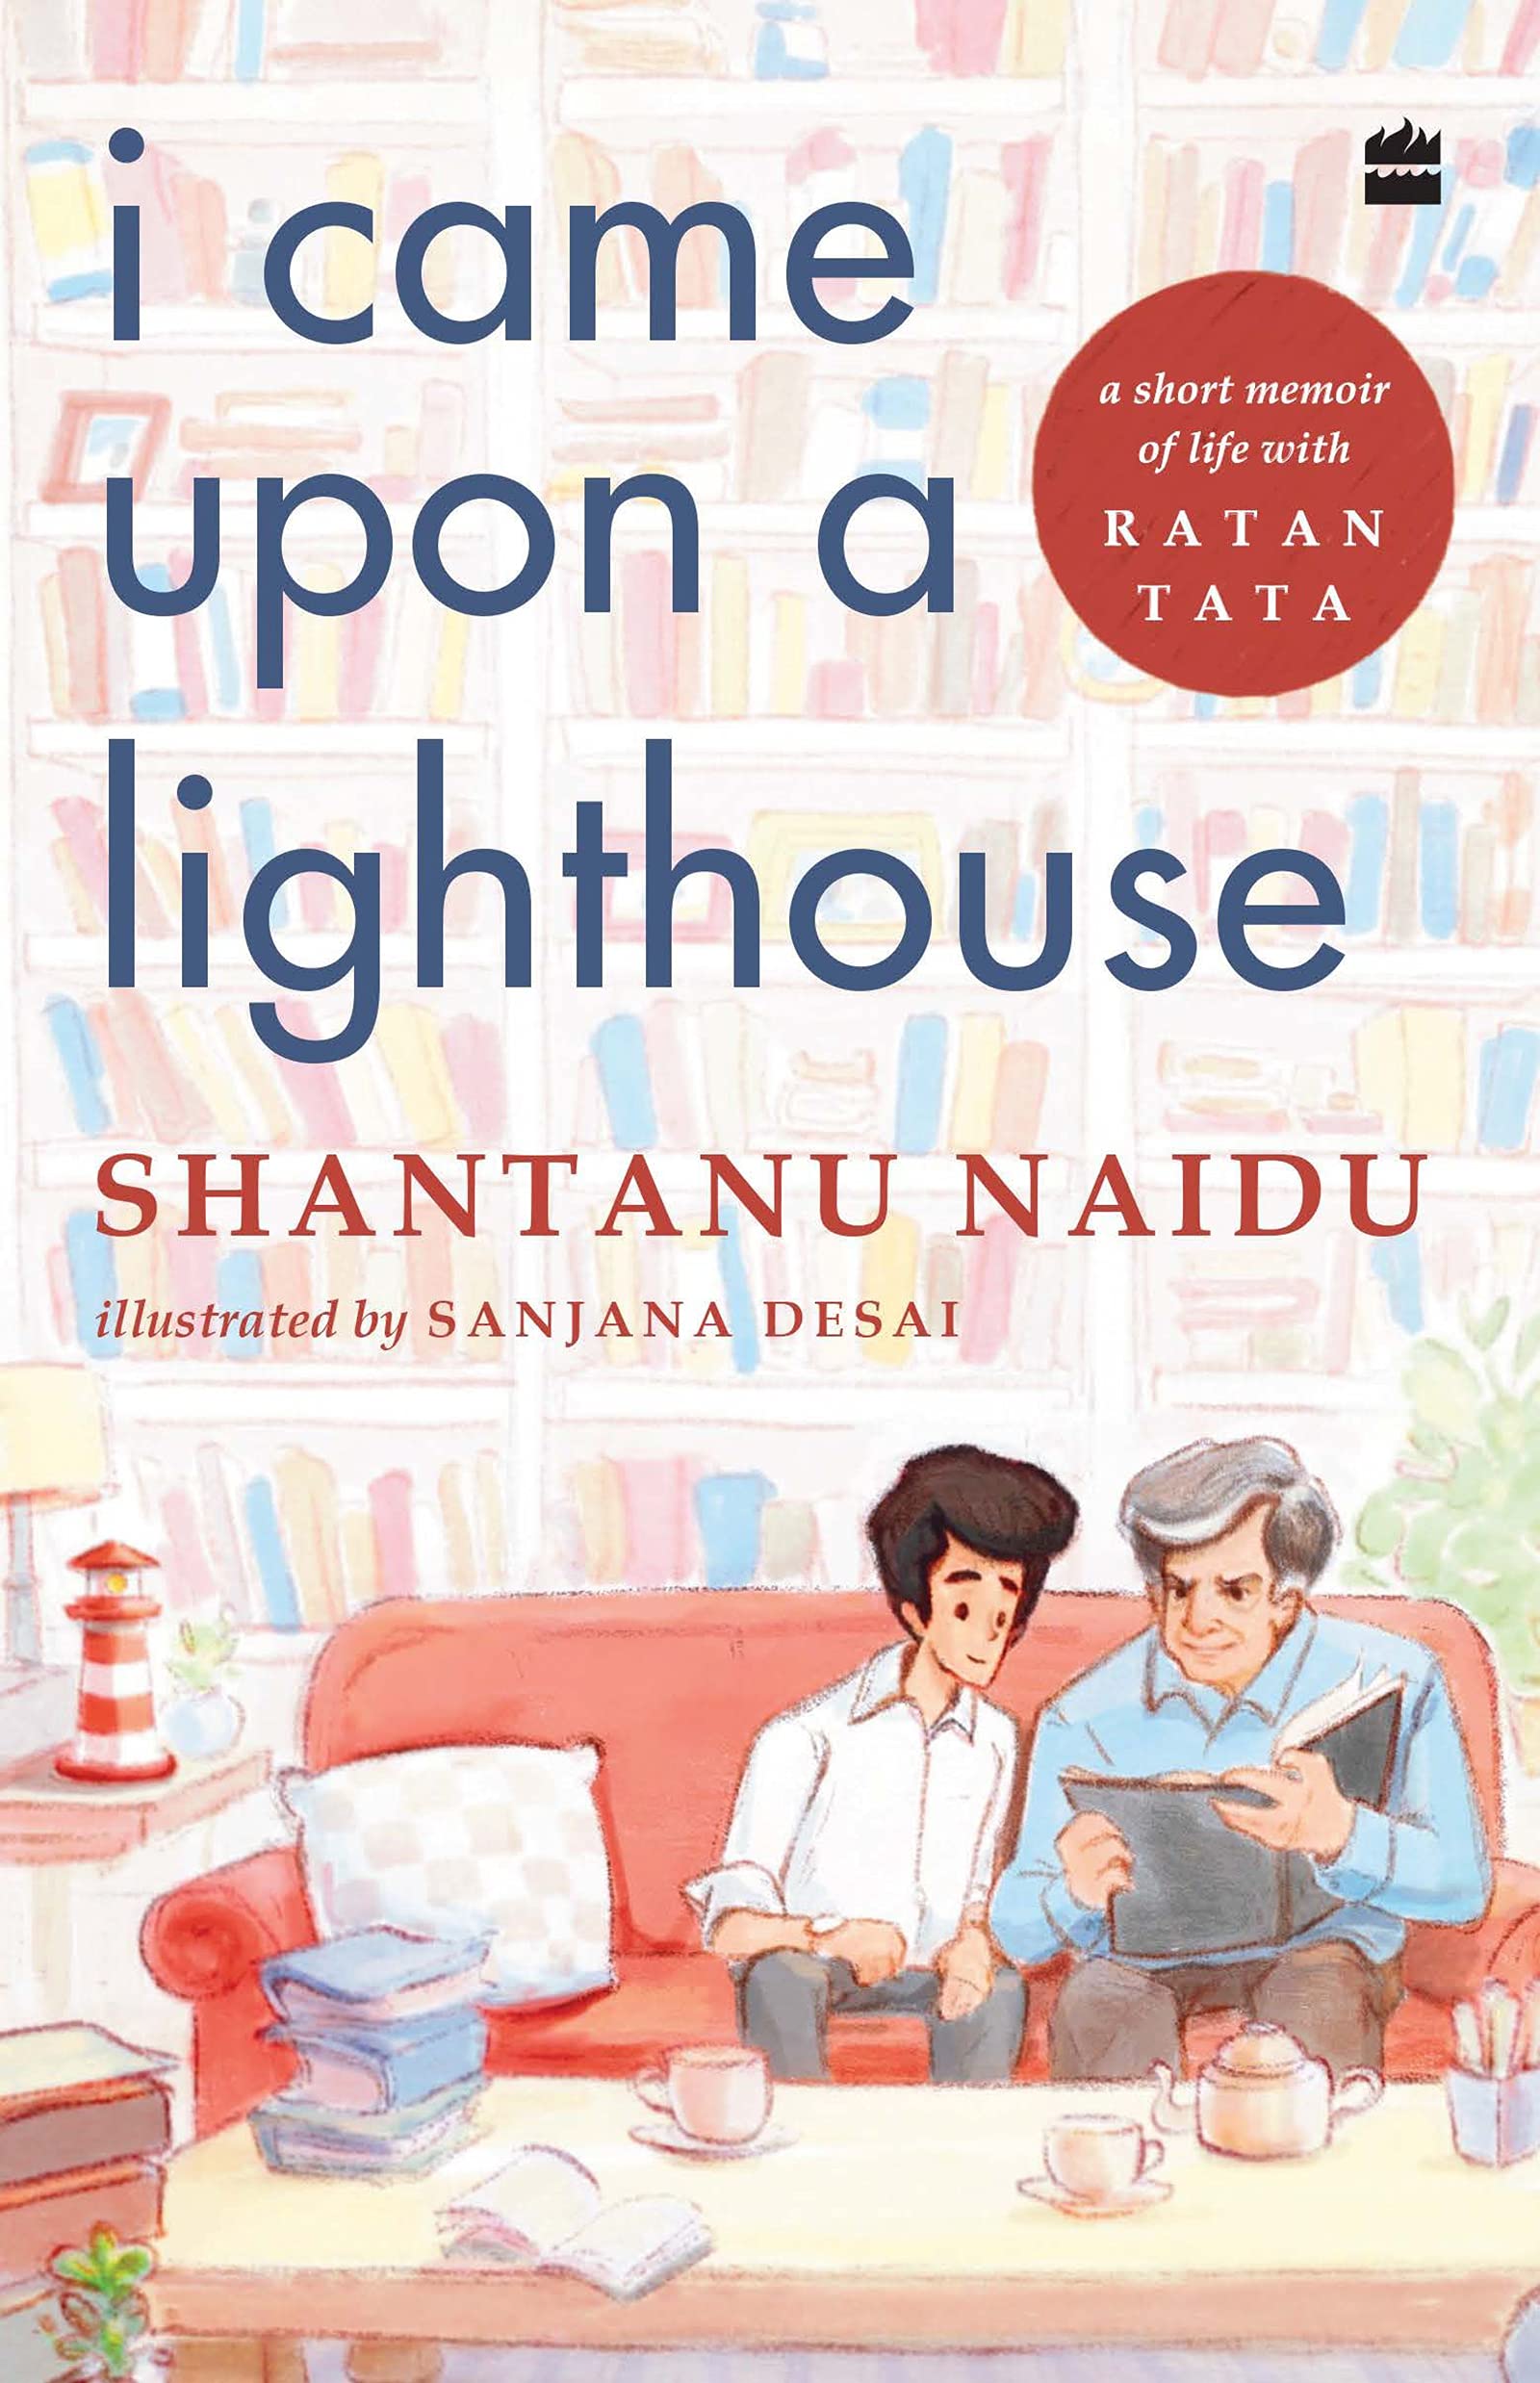 i came
upon a
lighthouse
a short memoir
of life with
RATAN
TATA
SHANTANU NAIDU
illustrated by SANJANA DESAI